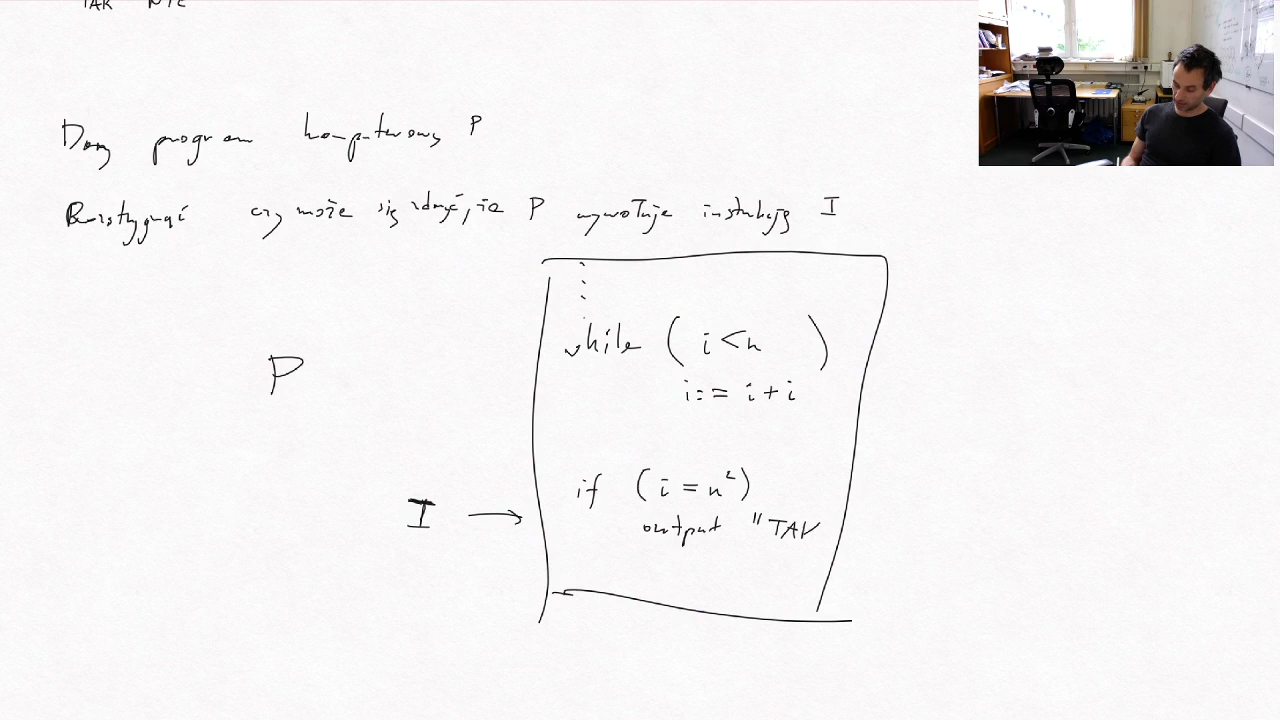 TAK NIE
Dany program komputerowy P
Rozstrzygnąć czy może się zdarzyć, że P wywołuje instrukcję I
while ( i < n )
P
i := i + i
if ( i = n² )
I →
output "TAK